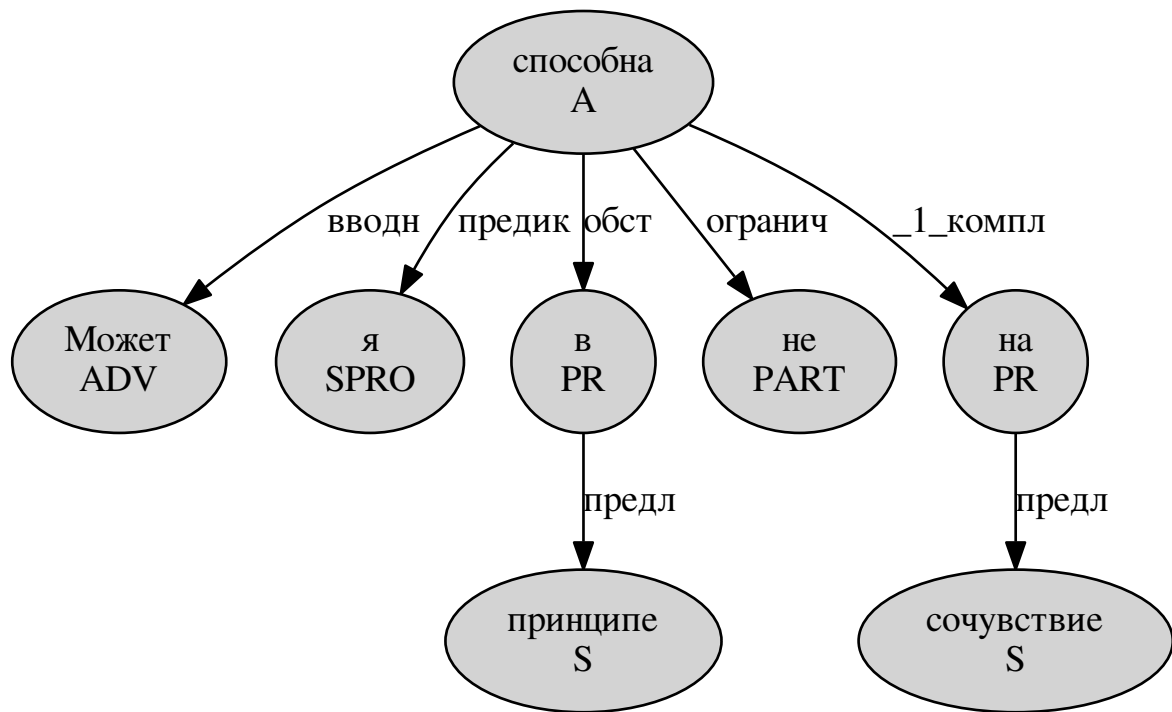 способна
A
вводн предик обст огранич _1_компл
Может
ADV
я
SPRO
в
PR
не
PART
на
PR
предл предл
принципе
S
сочувствие
S